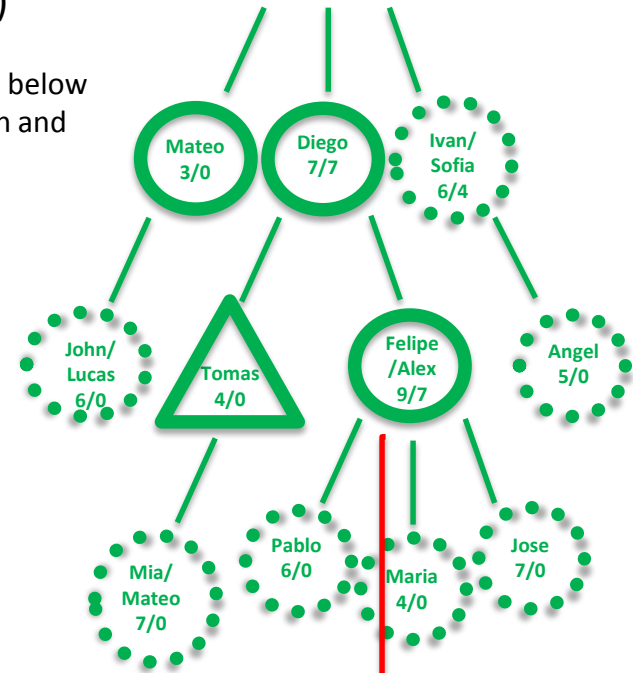 )
below
n and
Mateo
3/0
Diego
7/7
Ivan/
Sofia
6/4
John/
Lucas
6/0
Tomas
4/0
Felipe
/Alex
9/7
Angel
5/0
Mia/
Mateo
7/0
Pablo
6/0
Maria
4/0
Jose
7/0